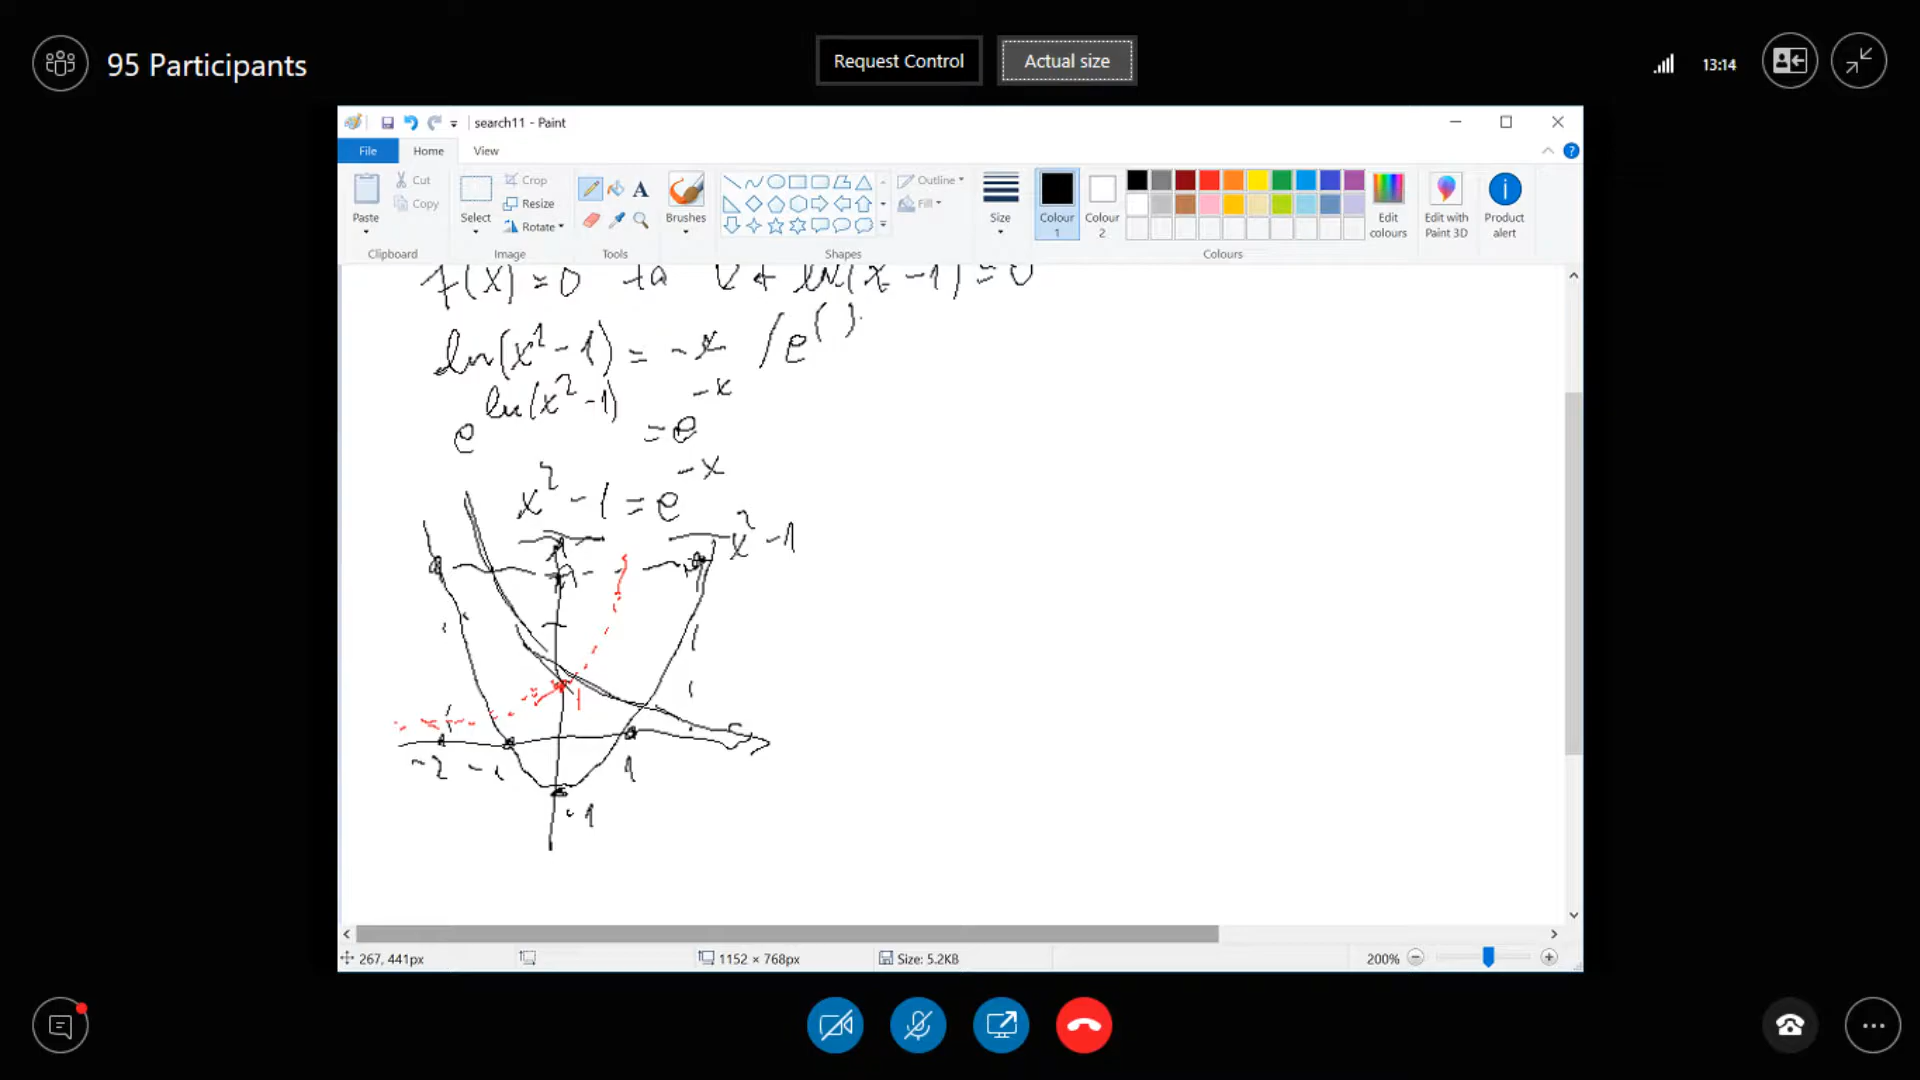 95 Participants
Request Control
Actual size
13:14
search11 - Paint
File
Home
View
Paste
Cut
Copy
Clipboard
Select
Crop
Resize
Rotate
Image
Tools
Brushes
Outline
Fill
Shapes
Size
Colour 1
Colour 2
Edit colours
Edit with Paint 3D
Product alert
Colours
f(x)=0
ln(x²-1) = -x /e^( )
e^ln(x²-1) = e^-x
x²-1 = e^-x
x²-1
1
-2 -1 1
-1
267, 441px
1152 × 768px
Size: 5.2KB
200%